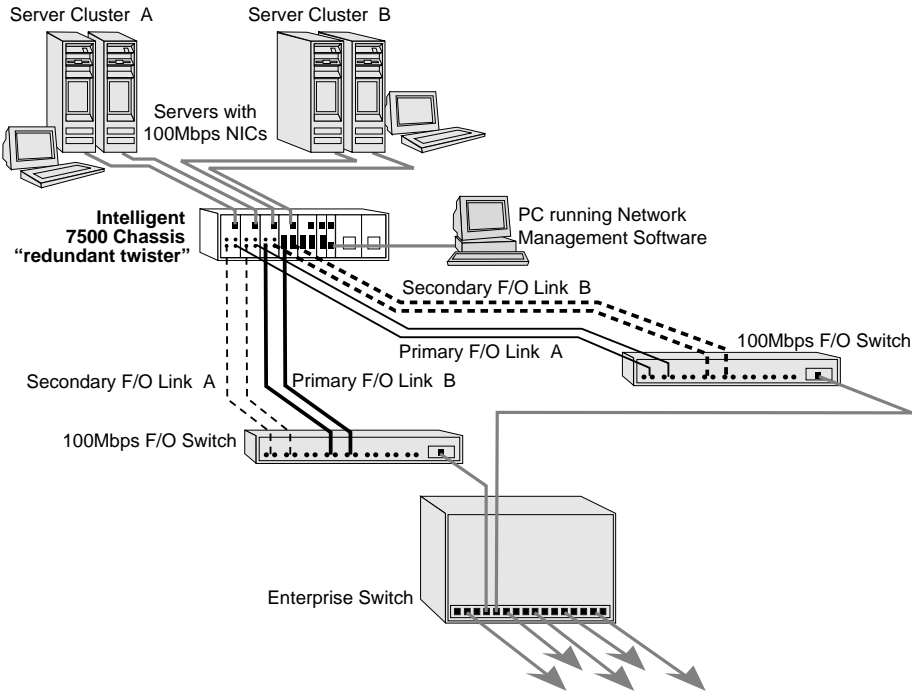 Server Cluster A
Server Cluster B
Servers with
100Mbps NICs
Intelligent
7500 Chassis
“redundant twister”
PC running Network
Management Software
Secondary F/O Link B
100Mbps F/O Switch
Primary F/O Link A
Secondary F/O Link A
Primary F/O Link B
100Mbps F/O Switch
Enterprise Switch